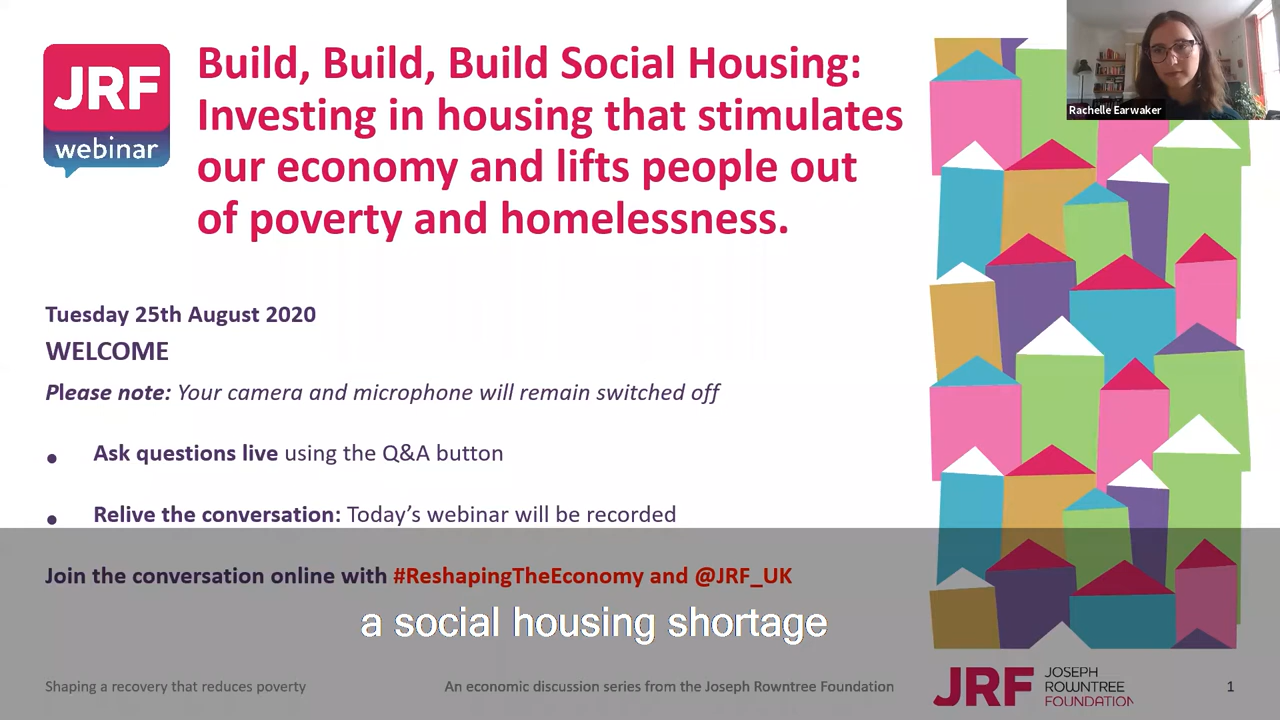 JRF
webinar
Build, Build, Build Social Housing:
Investing in housing that stimulates
our economy and lifts people out
of poverty and homelessness.
Rachelle Earwaker
Tuesday 25th August 2020
WELCOME
Please note: Your camera and microphone will remain switched off
• Ask questions live using the Q&A button
• Relive the conversation: Today's webinar will be recorded
Join the conversation online with #ReshapingTheEconomy and @JRF_UK
a social housing shortage
Shaping a recovery that reduces poverty
An economic discussion series from the Joseph Rowntree Foundation
JRF
JOSEPH
ROWNTREE
FOUNDATION
1